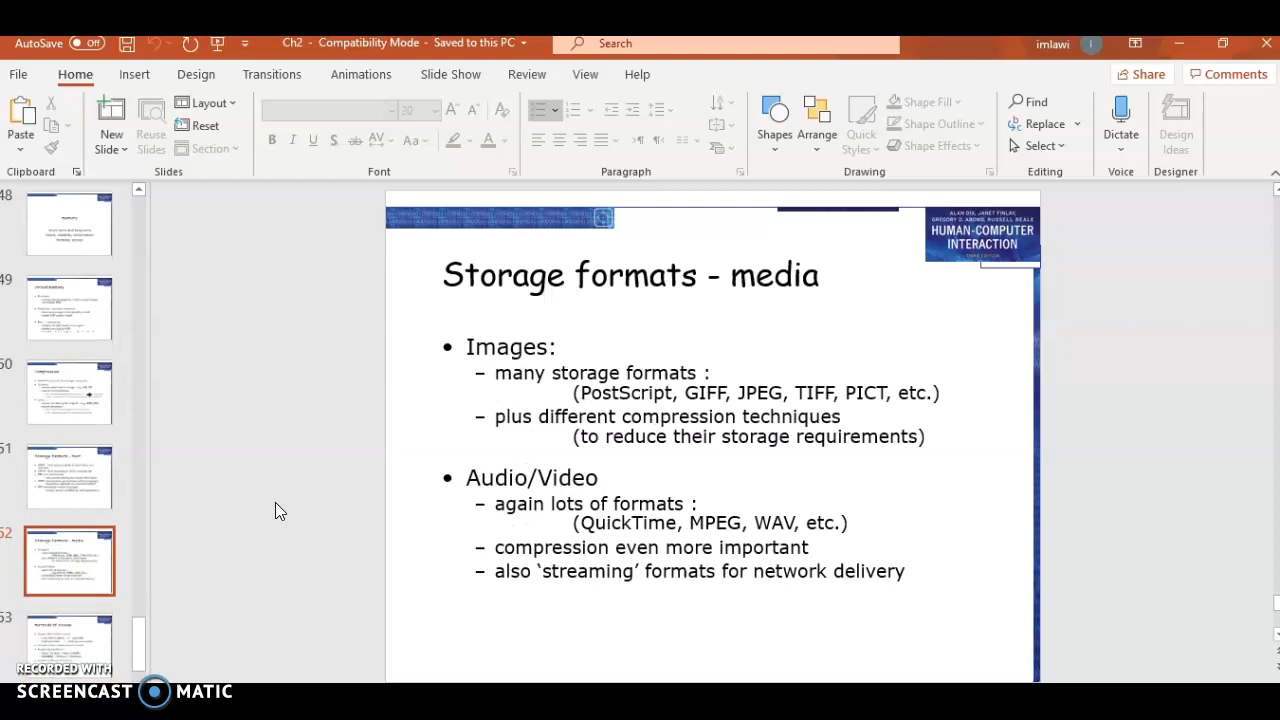 AutoSave Off Ch2 - Compatibility Mode - Saved to this PC Search imlawi I
File Home Insert Design Transitions Animations Slide Show Review View Help Share Comments
Paste New Slide Reuse Slides Layout Reset Section 20 Shapes Arrange Quick Styles Shape Fill Shape Outline Shape Effects Find Replace Select Dictate Design Ideas
Clipboard Slides Font Paragraph Drawing Editing Voice Designer
48
49
50
51
52
53
ALAN DIX, JANET FINLAY,
GREGORY D. ABOWD, RUSSELL BEALE
HUMAN-COMPUTER
INTERACTION
THIRD EDITION
Storage formats - media
• Images:
– many storage formats :
(PostScript, GIFF, JPEG, TIFF, PICT, etc.)
– plus different compression techniques
(to reduce their storage requirements)
• Audio/Video
– again lots of formats :
(QuickTime, MPEG, WAV, etc.)
– compression even more important
– also ‘streaming’ formats for network delivery
RECORDED WITH
SCREENCAST MATIC